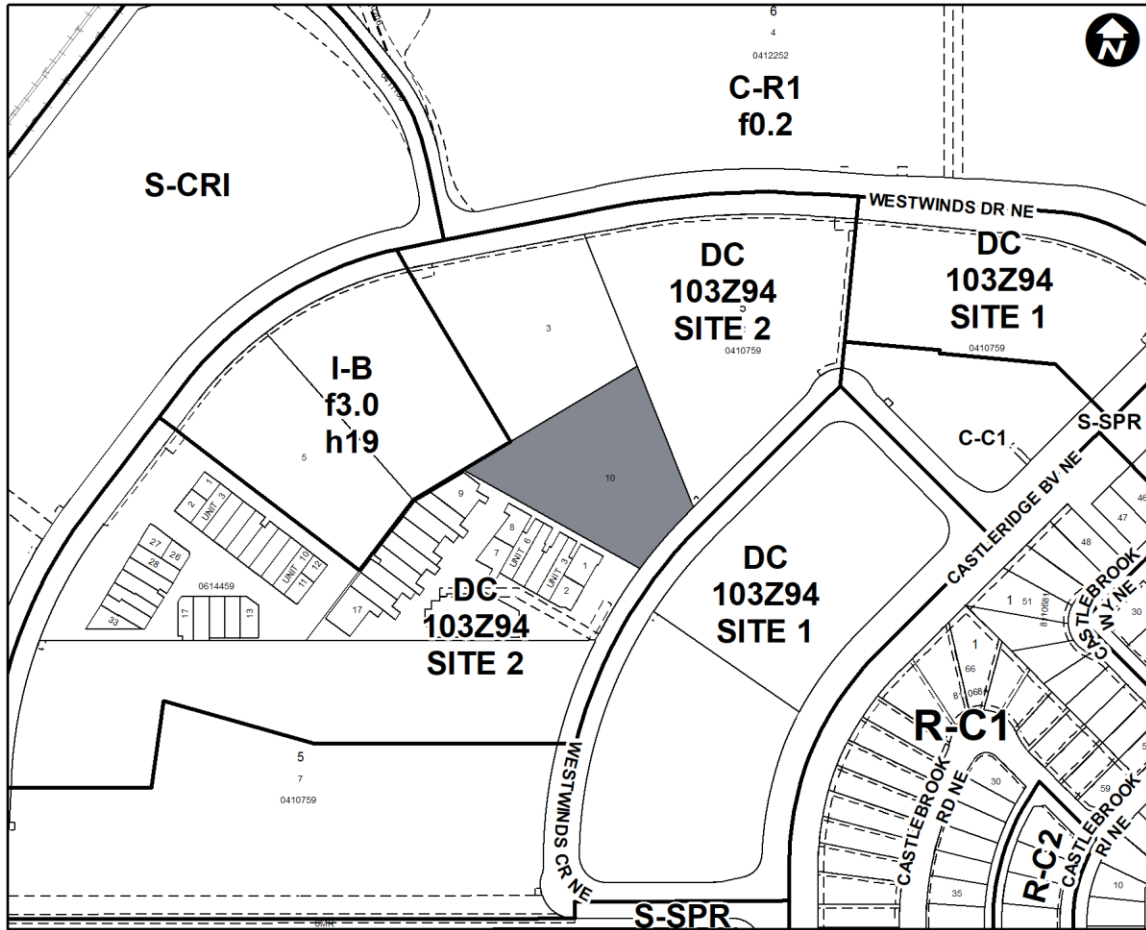 6
4
0412252
C-R1
f0.2
N
S-CRI
WESTWINDS DR NE
DC
103Z94
SITE 2
0410759
DC
103Z94
SITE 1
0410759
3
I-B
f3.0
h19
5
10
C-C1
S-SPR
CASTLERIDGE BV NE
46
47
48
1
51
8110681
CASTLEBROOK
WY NE
30
9
8
7
UNIT 6
UNIT 3
1
2
1
2
UNIT 3
UNIT 10
11
12
27
26
28
33
0614459
17
13
17
DC
103Z94
SITE 2
DC
103Z94
SITE 1
1
66
R-C1
5
7
0410759
WESTWINDS CR NE
CASTLEBROOK
RD NE
30
35
R-C2
59
5
CASTLEBROOK
RI NE
10
S-SPR
8MR